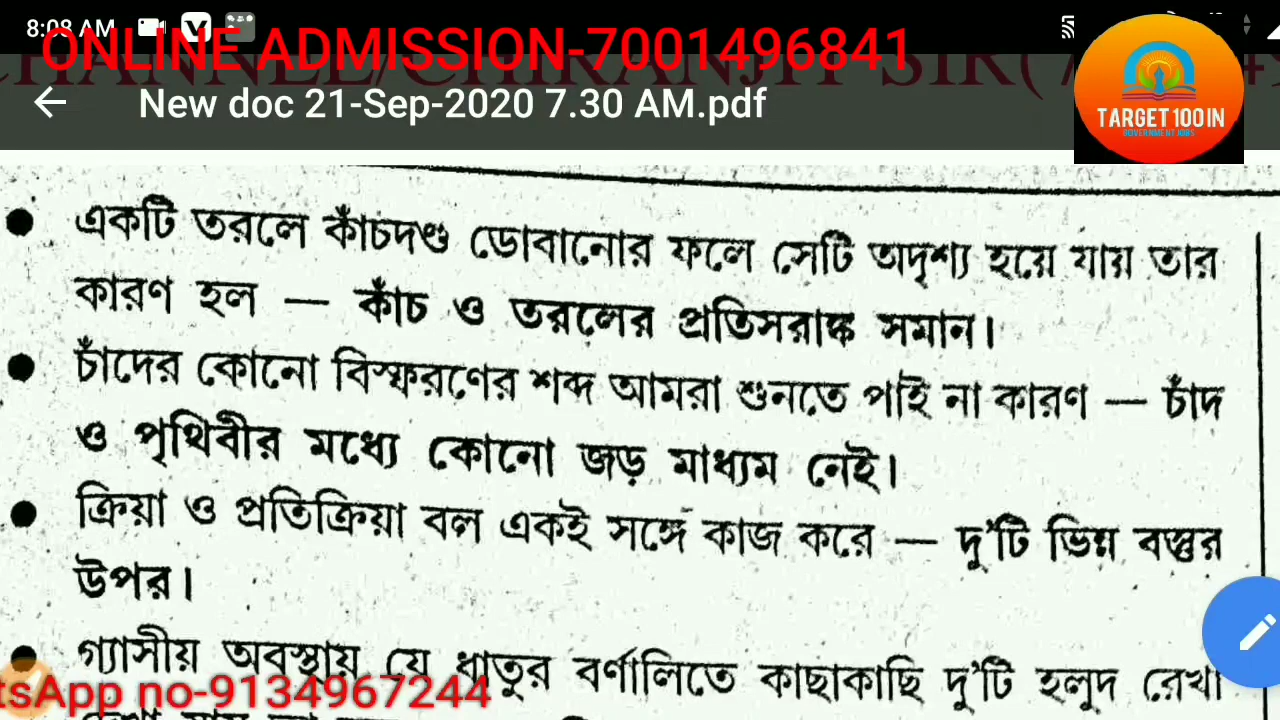 8:08 AM
ONLINE ADMISSION-7001496841
New doc 21-Sep-2020 7.30 AM.pdf
TARGET 100 IN
GOVERNMENT JOBS
● একটি তরলে কাঁচদণ্ড ডোবানোর ফলে সেটি অদৃশ্য হয়ে যায় তার
কারণ হল — কাঁচ ও তরলের প্রতিসরাঙ্ক সমান।
● চাঁদের কোনো বিস্ফরণের শব্দ আমরা শুনতে পাই না কারণ — চাঁদ
ও পৃথিবীর মধ্যে কোনো জড় মাধ্যম নেই।
● ক্রিয়া ও প্রতিক্রিয়া বল একই সঙ্গে কাজ করে — দু'টি ভিন্ন বস্তুর
উপর।
● গ্যাসীয় অবস্থায় যে ধাতুর বর্ণালিতে কাছাকাছি দু'টি হলুদ রেখা
tsApp no-9134967244